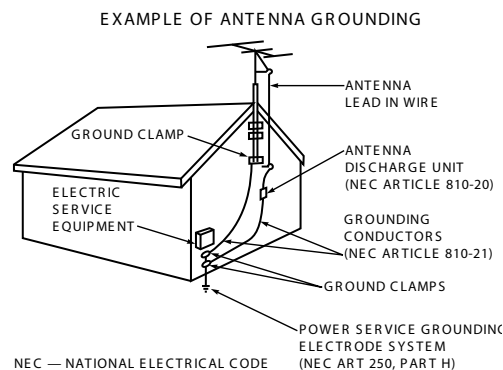 EXAMPLE OF ANTENNA GROUNDING
ANTENNA
LEAD IN WIRE
GROUND CLAMP
ANTENNA
DISCHARGE UNIT
(NEC ARTICLE 810-20)
ELECTRIC
SERVICE
EQUIPMENT
GROUNDING
CONDUCTORS
(NEC ARTICLE 810-21)
GROUND CLAMPS
POWER SERVICE GROUNDING
ELECTRODE SYSTEM
(NEC ART 250, PART H)
NEC — NATIONAL ELECTRICAL CODE